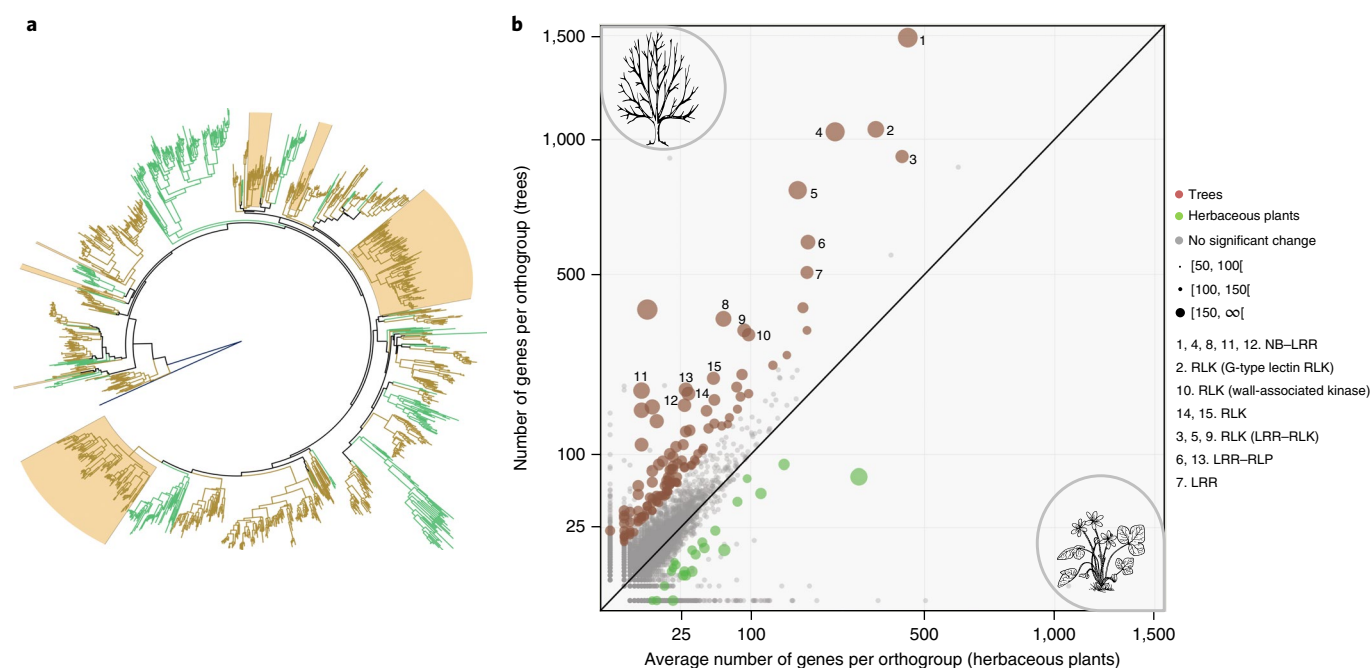 a
b
1,500
1,000
500
100
25
Number of genes per orthogroup (trees)
1
2
4
3
5
6
7
8
9
10
11
13
15
12
14
25
100
500
1,000
1,500
Average number of genes per orthogroup (herbaceous plants)
Trees
Herbaceous plants
No significant change
[50, 100[
[100, 150[
[150, ∞[
1, 4, 8, 11, 12. NB–LRR
2. RLK (G-type lectin RLK)
10. RLK (wall-associated kinase)
14, 15. RLK
3, 5, 9. RLK (LRR–RLK)
6, 13. LRR–RLP
7. LRR